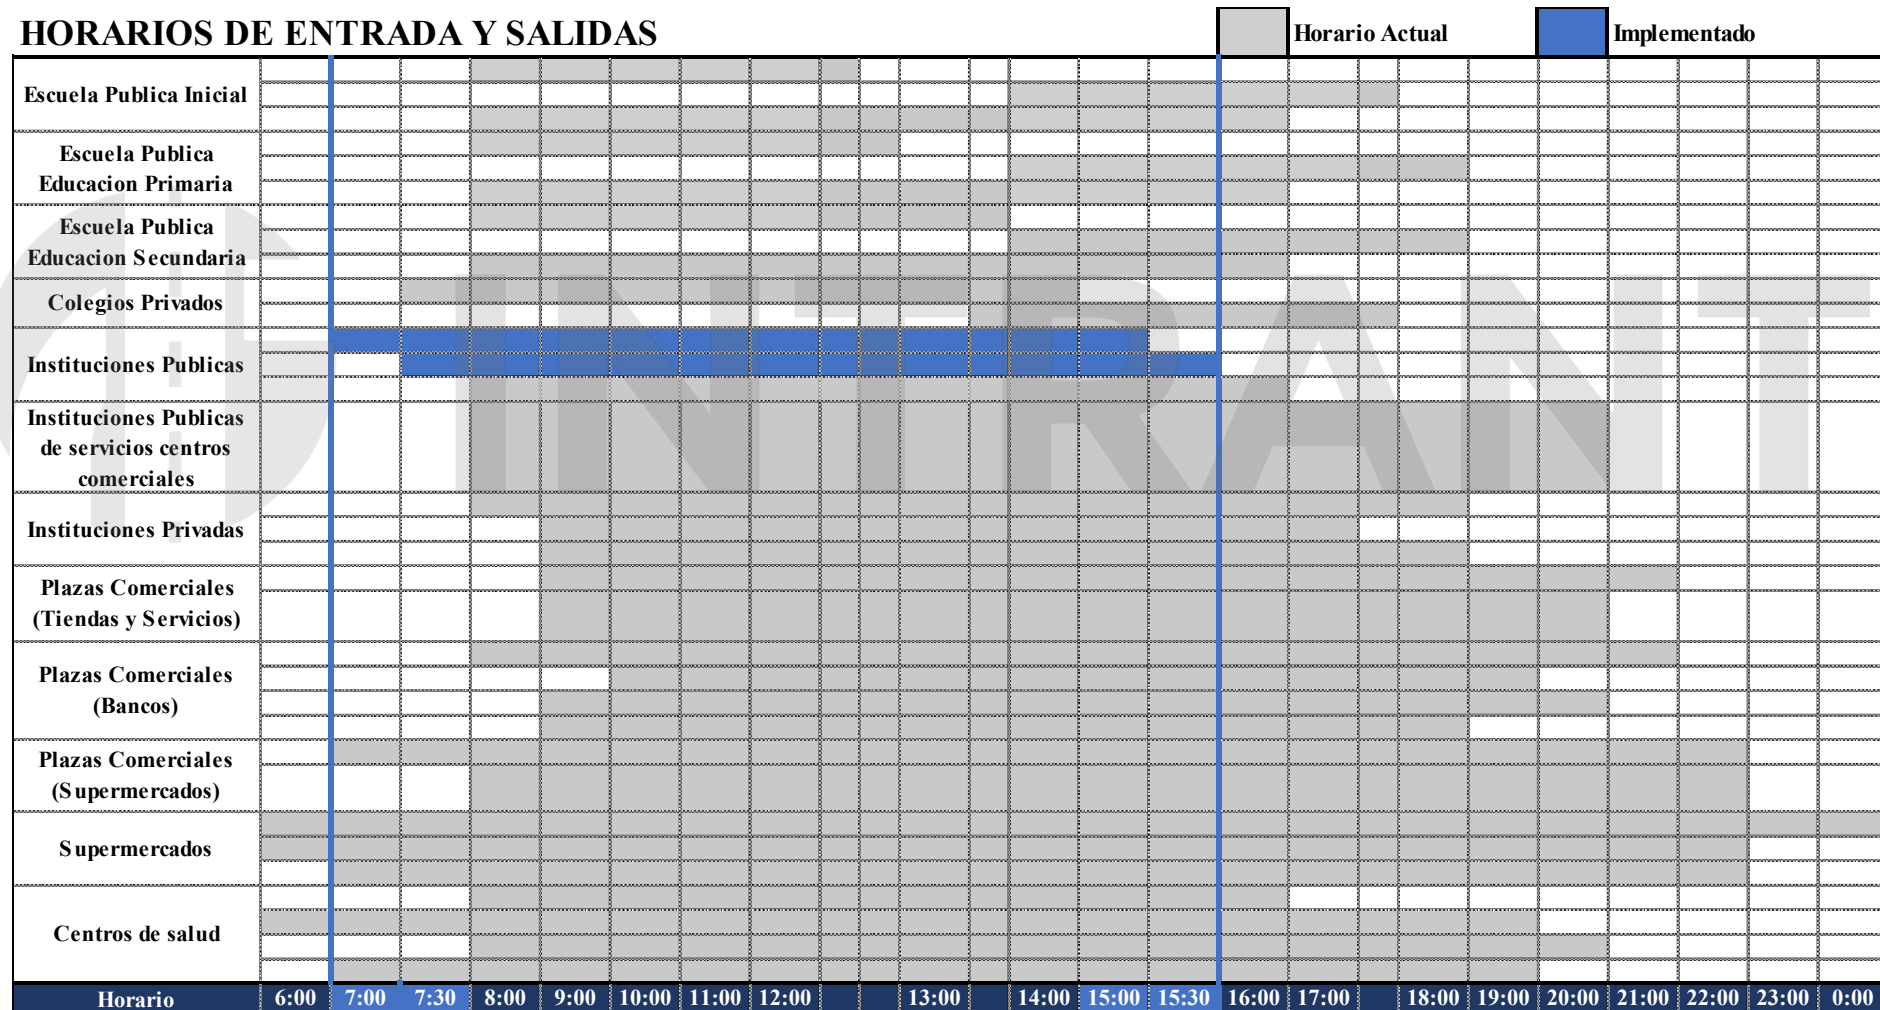 HORARIOS DE ENTRADA Y SALIDAS
Horario Actual
Implementado
Escuela Publica Inicial
Escuela Publica
Educacion Primaria
Escuela Publica
Educacion Secundaria
Colegios Privados
Instituciones Publicas
Instituciones Publicas
de servicios centros
comerciales
Instituciones Privadas
Plazas Comerciales
(Tiendas y Servicios)
Plazas Comerciales
(Bancos)
Plazas Comerciales
(Supermercados)
Supermercados
Centros de salud
INTRANT
Horario 6:00 7:00 7:30 8:00 9:00 10:00 11:00 12:00 13:00 14:00 15:00 15:30 16:00 17:00 18:00 19:00 20:00 21:00 22:00 23:00 0:00